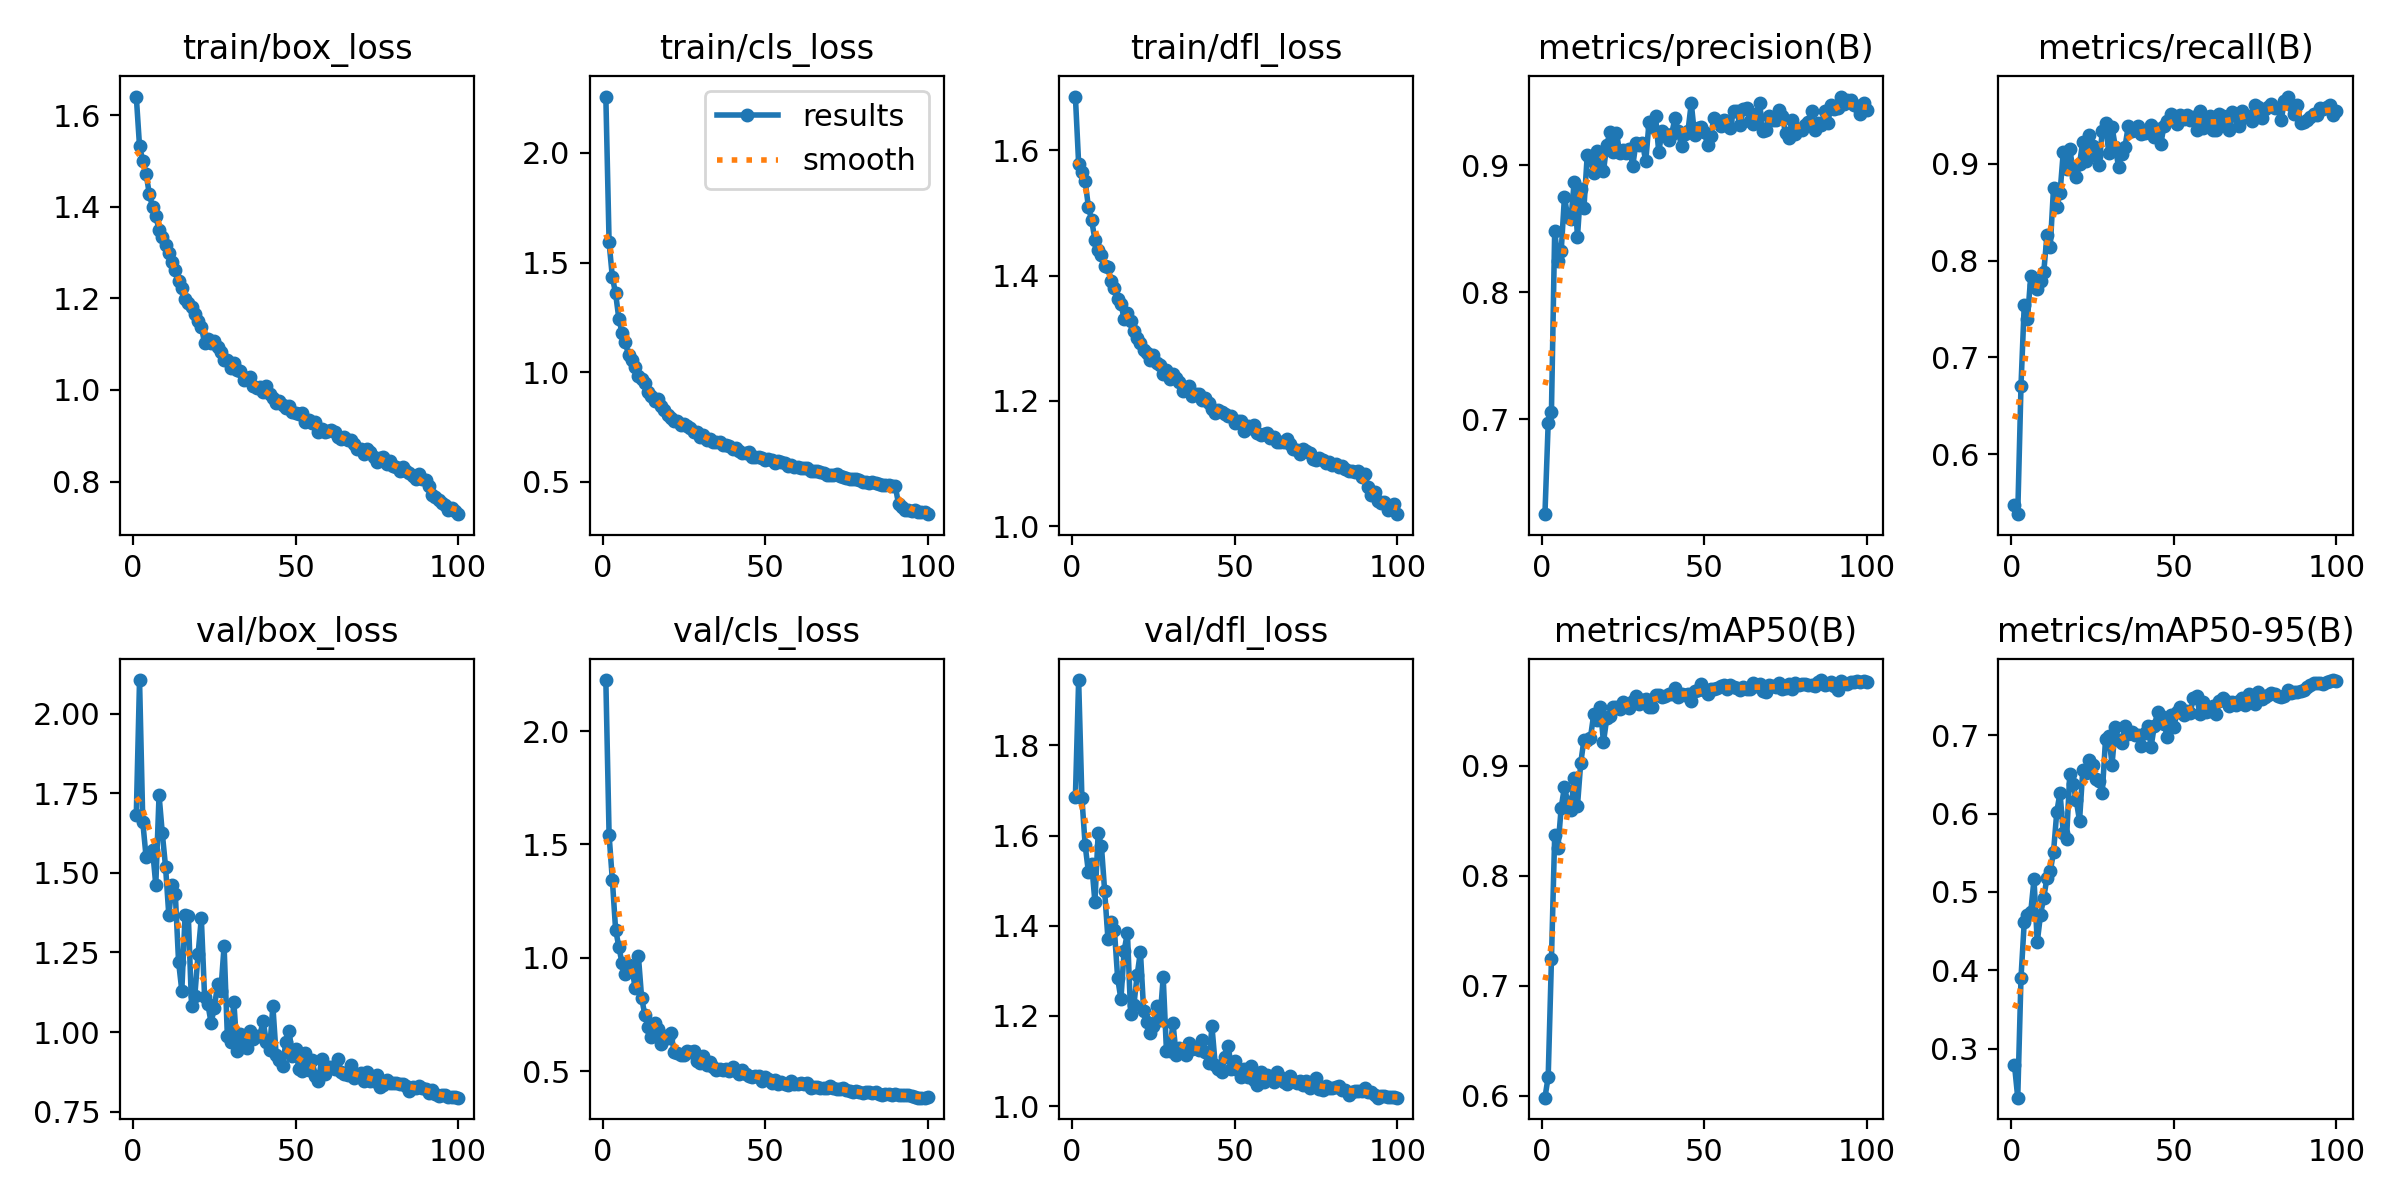 train/box_loss
1.6
1.4
1.2
1.0
0.8
0 50 100
train/cls_loss
results
smooth
2.0
1.5
1.0
0.5
0 50 100
train/dfl_loss
1.6
1.4
1.2
1.0
0 50 100
metrics/precision(B)
0.9
0.8
0.7
0 50 100
metrics/recall(B)
0.9
0.8
0.7
0.6
0 50 100
val/box_loss
2.00
1.75
1.50
1.25
1.00
0.75
0 50 100
val/cls_loss
2.0
1.5
1.0
0.5
0 50 100
val/dfl_loss
1.8
1.6
1.4
1.2
1.0
0 50 100
metrics/mAP50(B)
0.9
0.8
0.7
0.6
0 50 100
metrics/mAP50-95(B)
0.7
0.6
0.5
0.4
0.3
0 50 100